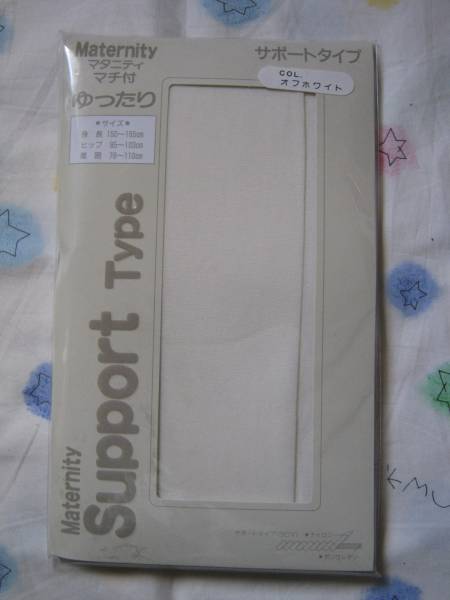 Maternity
マタニティ
マチ付
ゆったり
サポートタイプ
COL.
オフホワイト
●サイズ●
身長 150〜165cm
ヒップ 95〜103cm
Maternity
Support Type